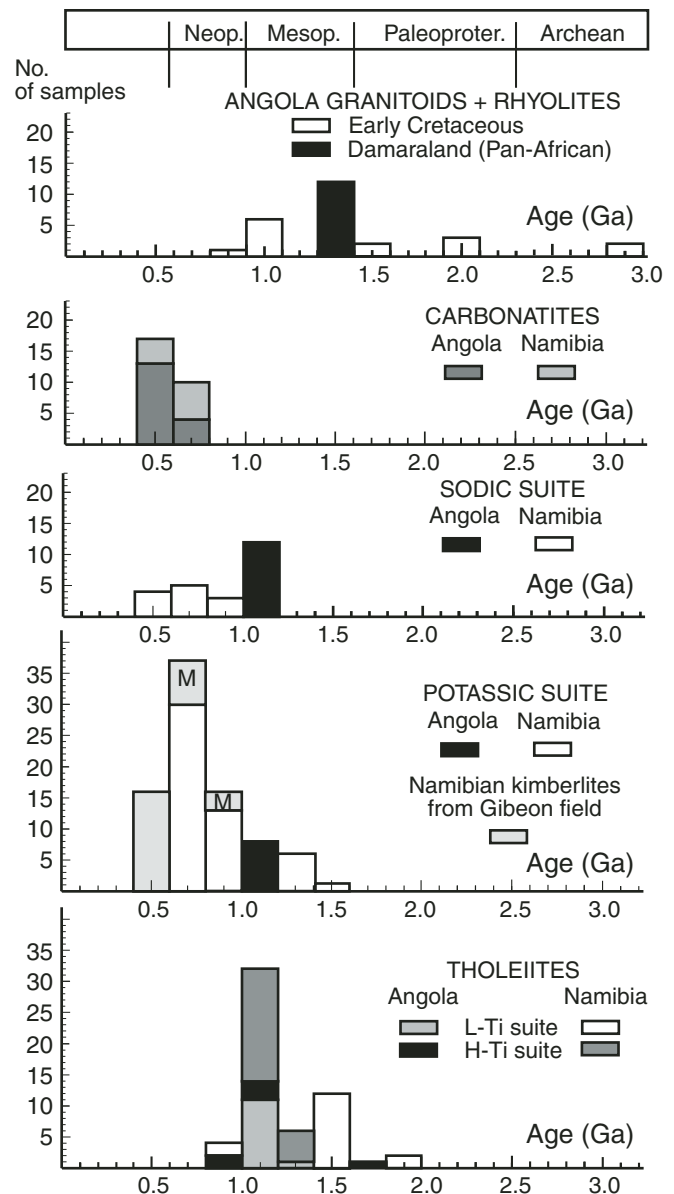 Neop. Mesop. Paleoproter. Archean
No.
of samples
ANGOLA GRANITOIDS + RHYOLITES
Early Cretaceous
Damaraland (Pan-African)
20
15
10
5
Age (Ga)
0.5 1.0 1.5 2.0 2.5 3.0
CARBONATITES
Angola Namibia
20
15
10
5
Age (Ga)
0.5 1.0 1.5 2.0 2.5 3.0
SODIC SUITE
Angola Namibia
20
15
10
5
Age (Ga)
0.5 1.0 1.5 2.0 2.5 3.0
POTASSIC SUITE
Angola Namibia
Namibian kimberlites
from Gibeon field
35
30
25
20
15
10
5
M
M
Age (Ga)
0.5 1.0 1.5 2.0 2.5 3.0
THOLEIITES
Angola Namibia
L-Ti suite
H-Ti suite
35
30
25
20
15
10
5
Age (Ga)
0.5 1.0 1.5 2.0 2.5 3.0